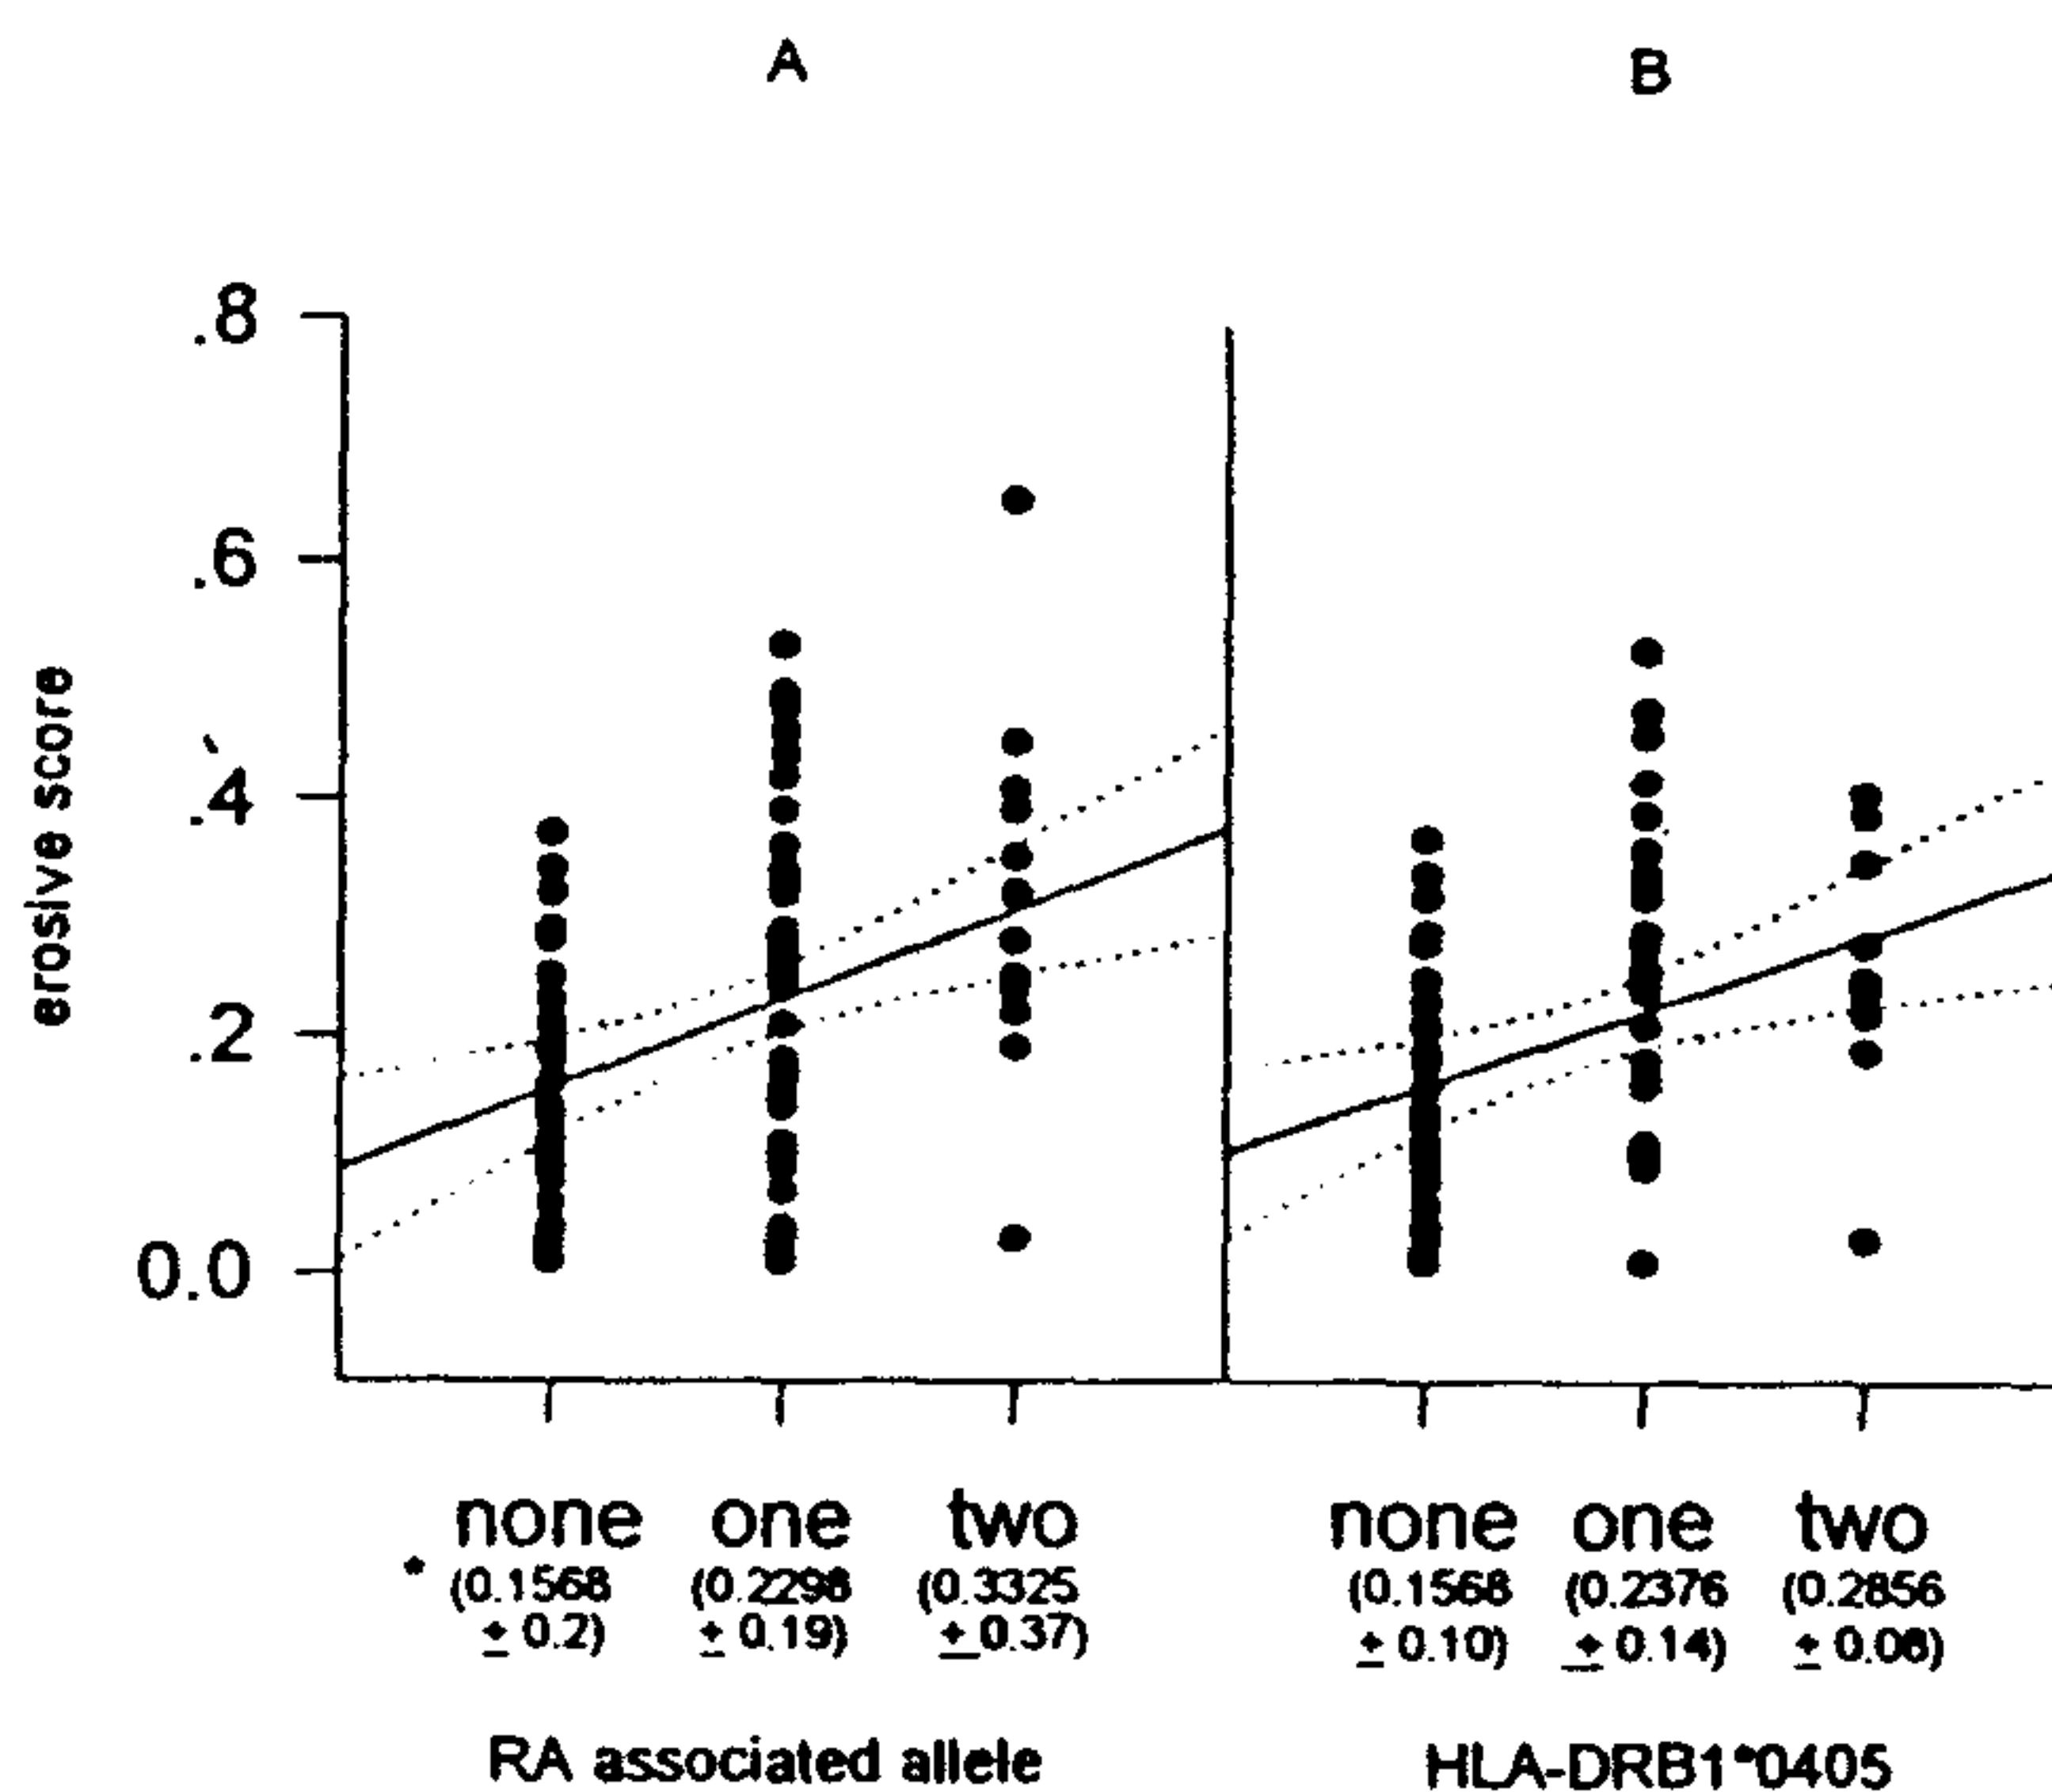 A B
.8
.6
.4
.2
0.0
erosive score
none one two none one two
(0.1568 (0.2298 (0.3325 (0.1568 (0.2376 (0.2856
± 0.2) ± 0.19) ± 0.37) ± 0.10) ± 0.14) ± 0.06)
RA associated allele HLA-DRB1*0405